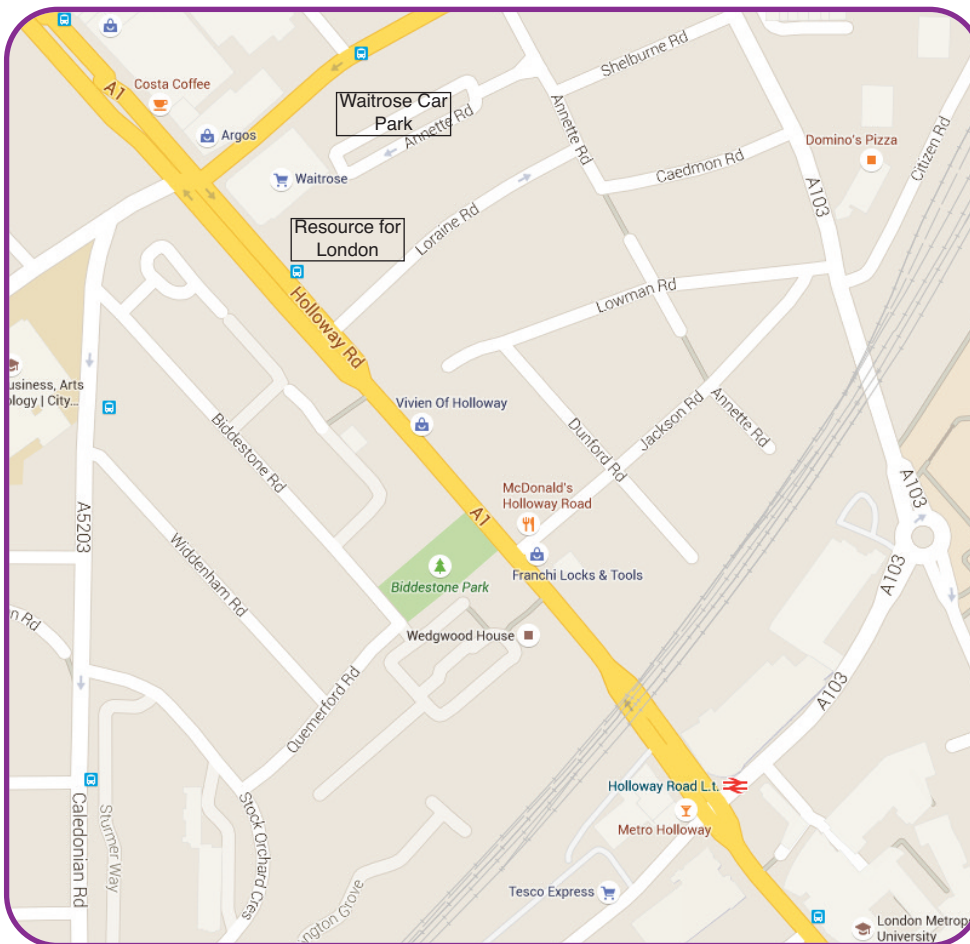 A1
Costa Coffee
Argos
Waitrose
Waitrose Car
Park
Annette Rd
Shelburne Rd
Annette Rd
Caedmon Rd
Domino's Pizza
Citizen Rd
A103
Resource for
London
Loraine Rd
Lowman Rd
Holloway Rd
usiness, Arts
ology | City...
Vivien Of Holloway
Biddestone Rd
Dunford Rd
Jackson Rd
Annette Rd
McDonald's
Holloway Road
A1
A103
A5203
Widdenham Rd
Biddestone Park
Franchi Locks & Tools
A103
n Rd
Wedgwood House
Quemerford Rd
A103
Holloway Road L.t.
Metro Holloway
Caledonian Rd
Sturmer Way
Stock Orchard Cres
Tesco Express
ngton Grove
London Metropo
University